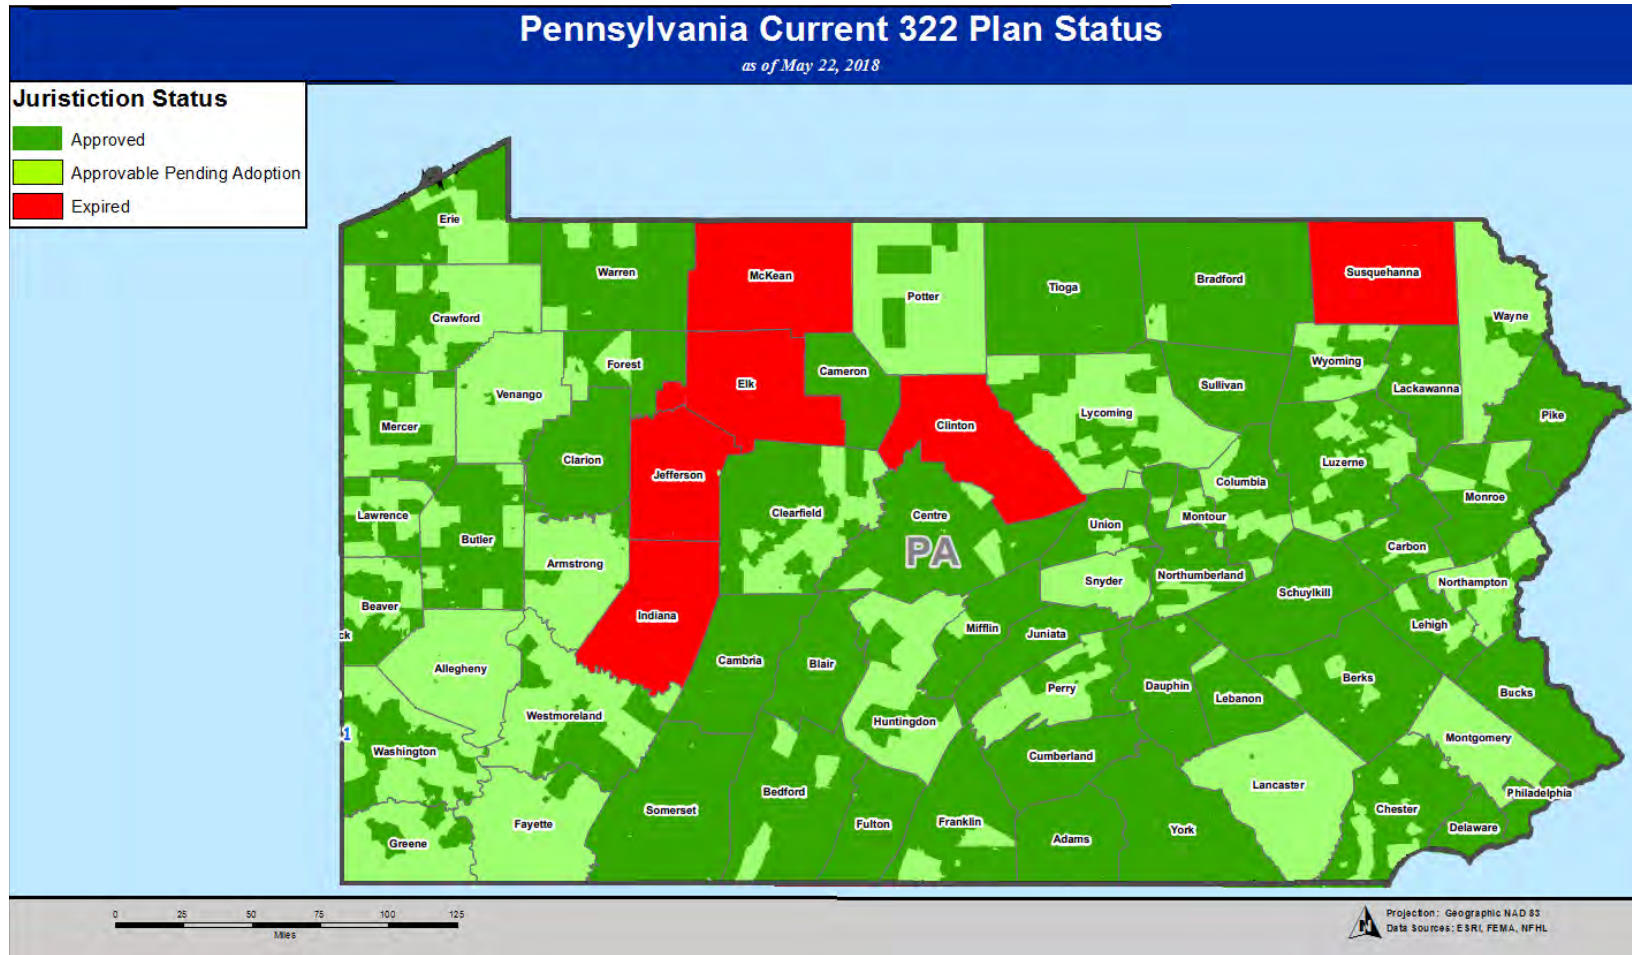 Pennsylvania Current 322 Plan Status
as of May 22, 2018
Juristiction Status
Approved
Approvable Pending Adoption
Expired
Erie
Warren
McKean
Potter
Tioga
Bradford
Susquehanna
Wayne
Crawford
Forest
Elk
Cameron
Wyoming
Sullivan
Lackawanna
Venango
Pike
Mercer
Clinton
Lycoming
Clarion
Jefferson
Luzerne
Columbia
Monroe
Lawrence
Clearfield
Centre
Union
Montour
Butler
Armstrong
PA
Carbon
Snyder
Northumberland
Northampton
Schuylkill
Beaver
Indiana
ck
Mifflin
Juniata
Lehigh
Allegheny
Cambria
Blair
Perry
Dauphin
Lebanon
Berks
Bucks
Westmoreland
Huntingdon
1
Washington
Cumberland
Montgomery
Bedford
Lancaster
Philadelphia
Somerset
Fayette
Fulton
Franklin
Chester
Greene
Adams
York
Delaware
0 25 50 75 100 125
Miles
N
Projection: Geographic NAD 83
Data Sources: ESRI, FEMA, NFHL